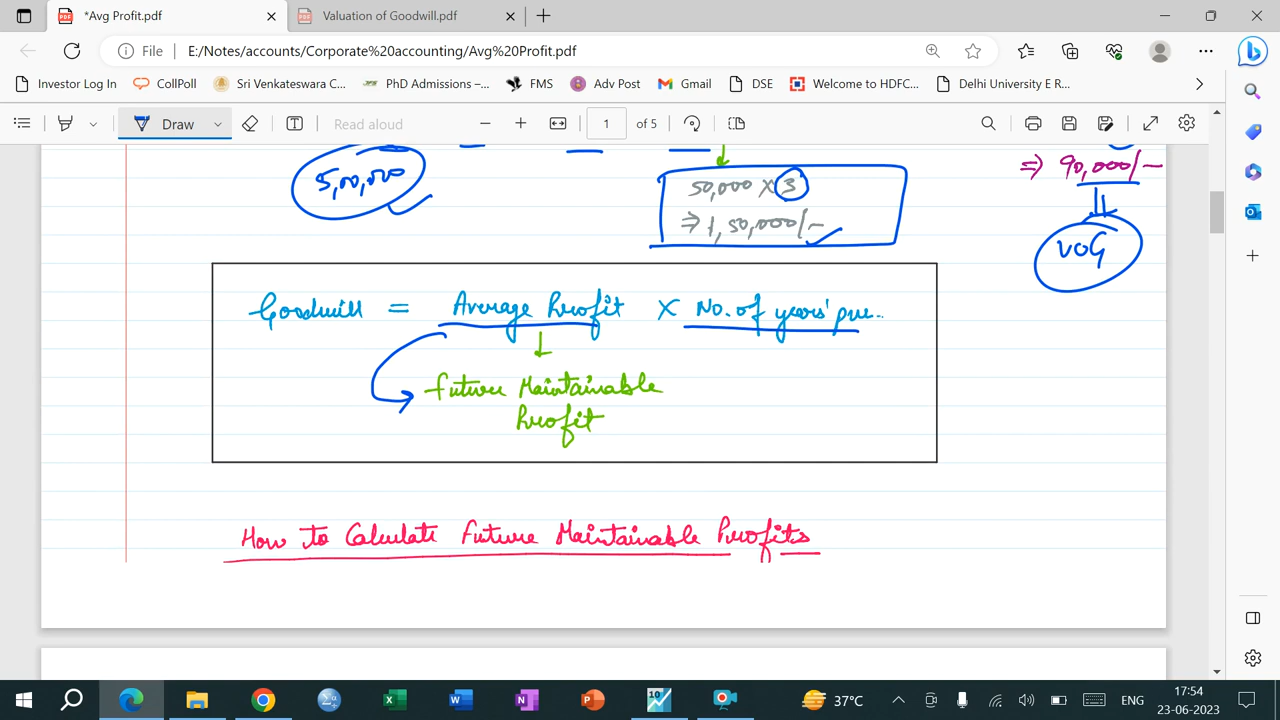 *Avg Profit.pdf
Valuation of Goodwill.pdf
File
E:/Notes/accounts/Corporate%20accounting/Avg%20Profit.pdf
Investor Log In
CollPoll
Sri Venkateswara C...
PhD Admissions –...
FMS
Adv Post
Gmail
DSE
Welcome to HDFC...
Delhi University E R...
Draw
Read aloud
1 of 5
5,00,000
50,000 X 3
⇒ 1,50,000/-
⇒ 90,000/-
VOG
Goodwill = Average Profit X No. of years' pur.
Future Maintainable
Profit
How to Calculate Future Maintainable Profits
37°C
ENG
17:54
23-06-2023